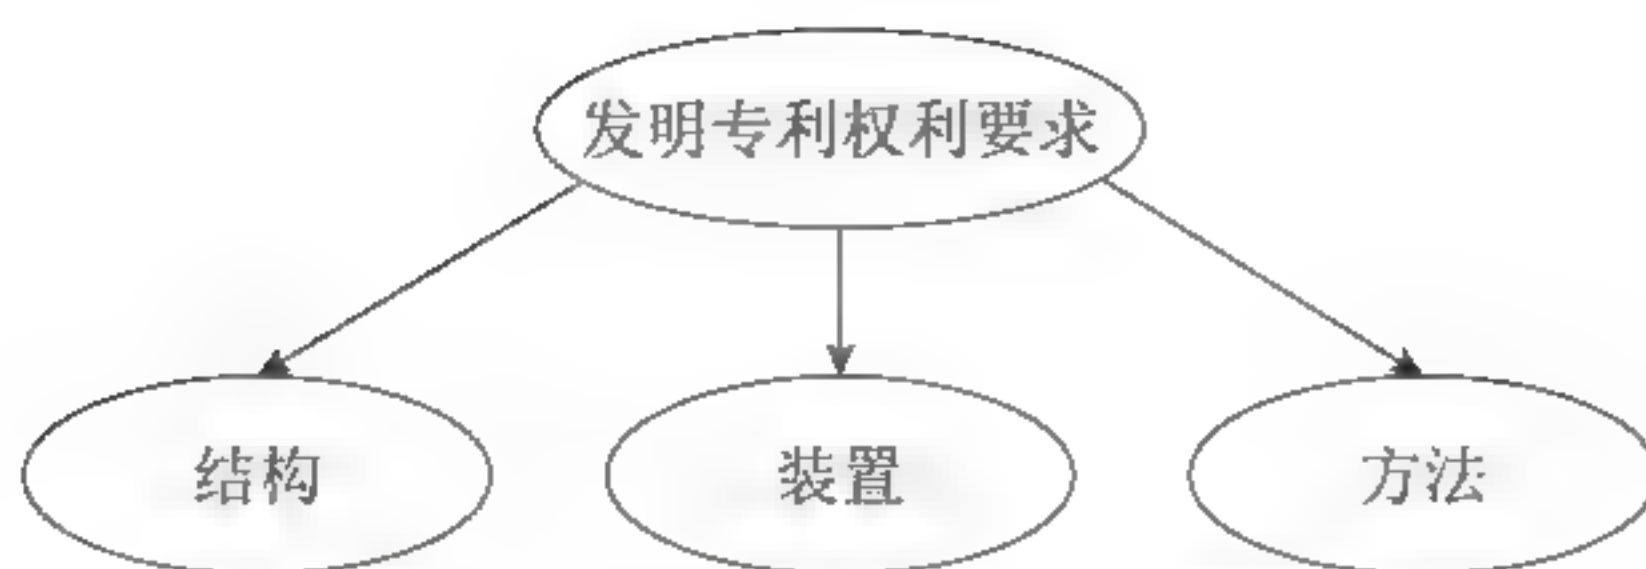 发明专利权利要求
结构
装置
方法